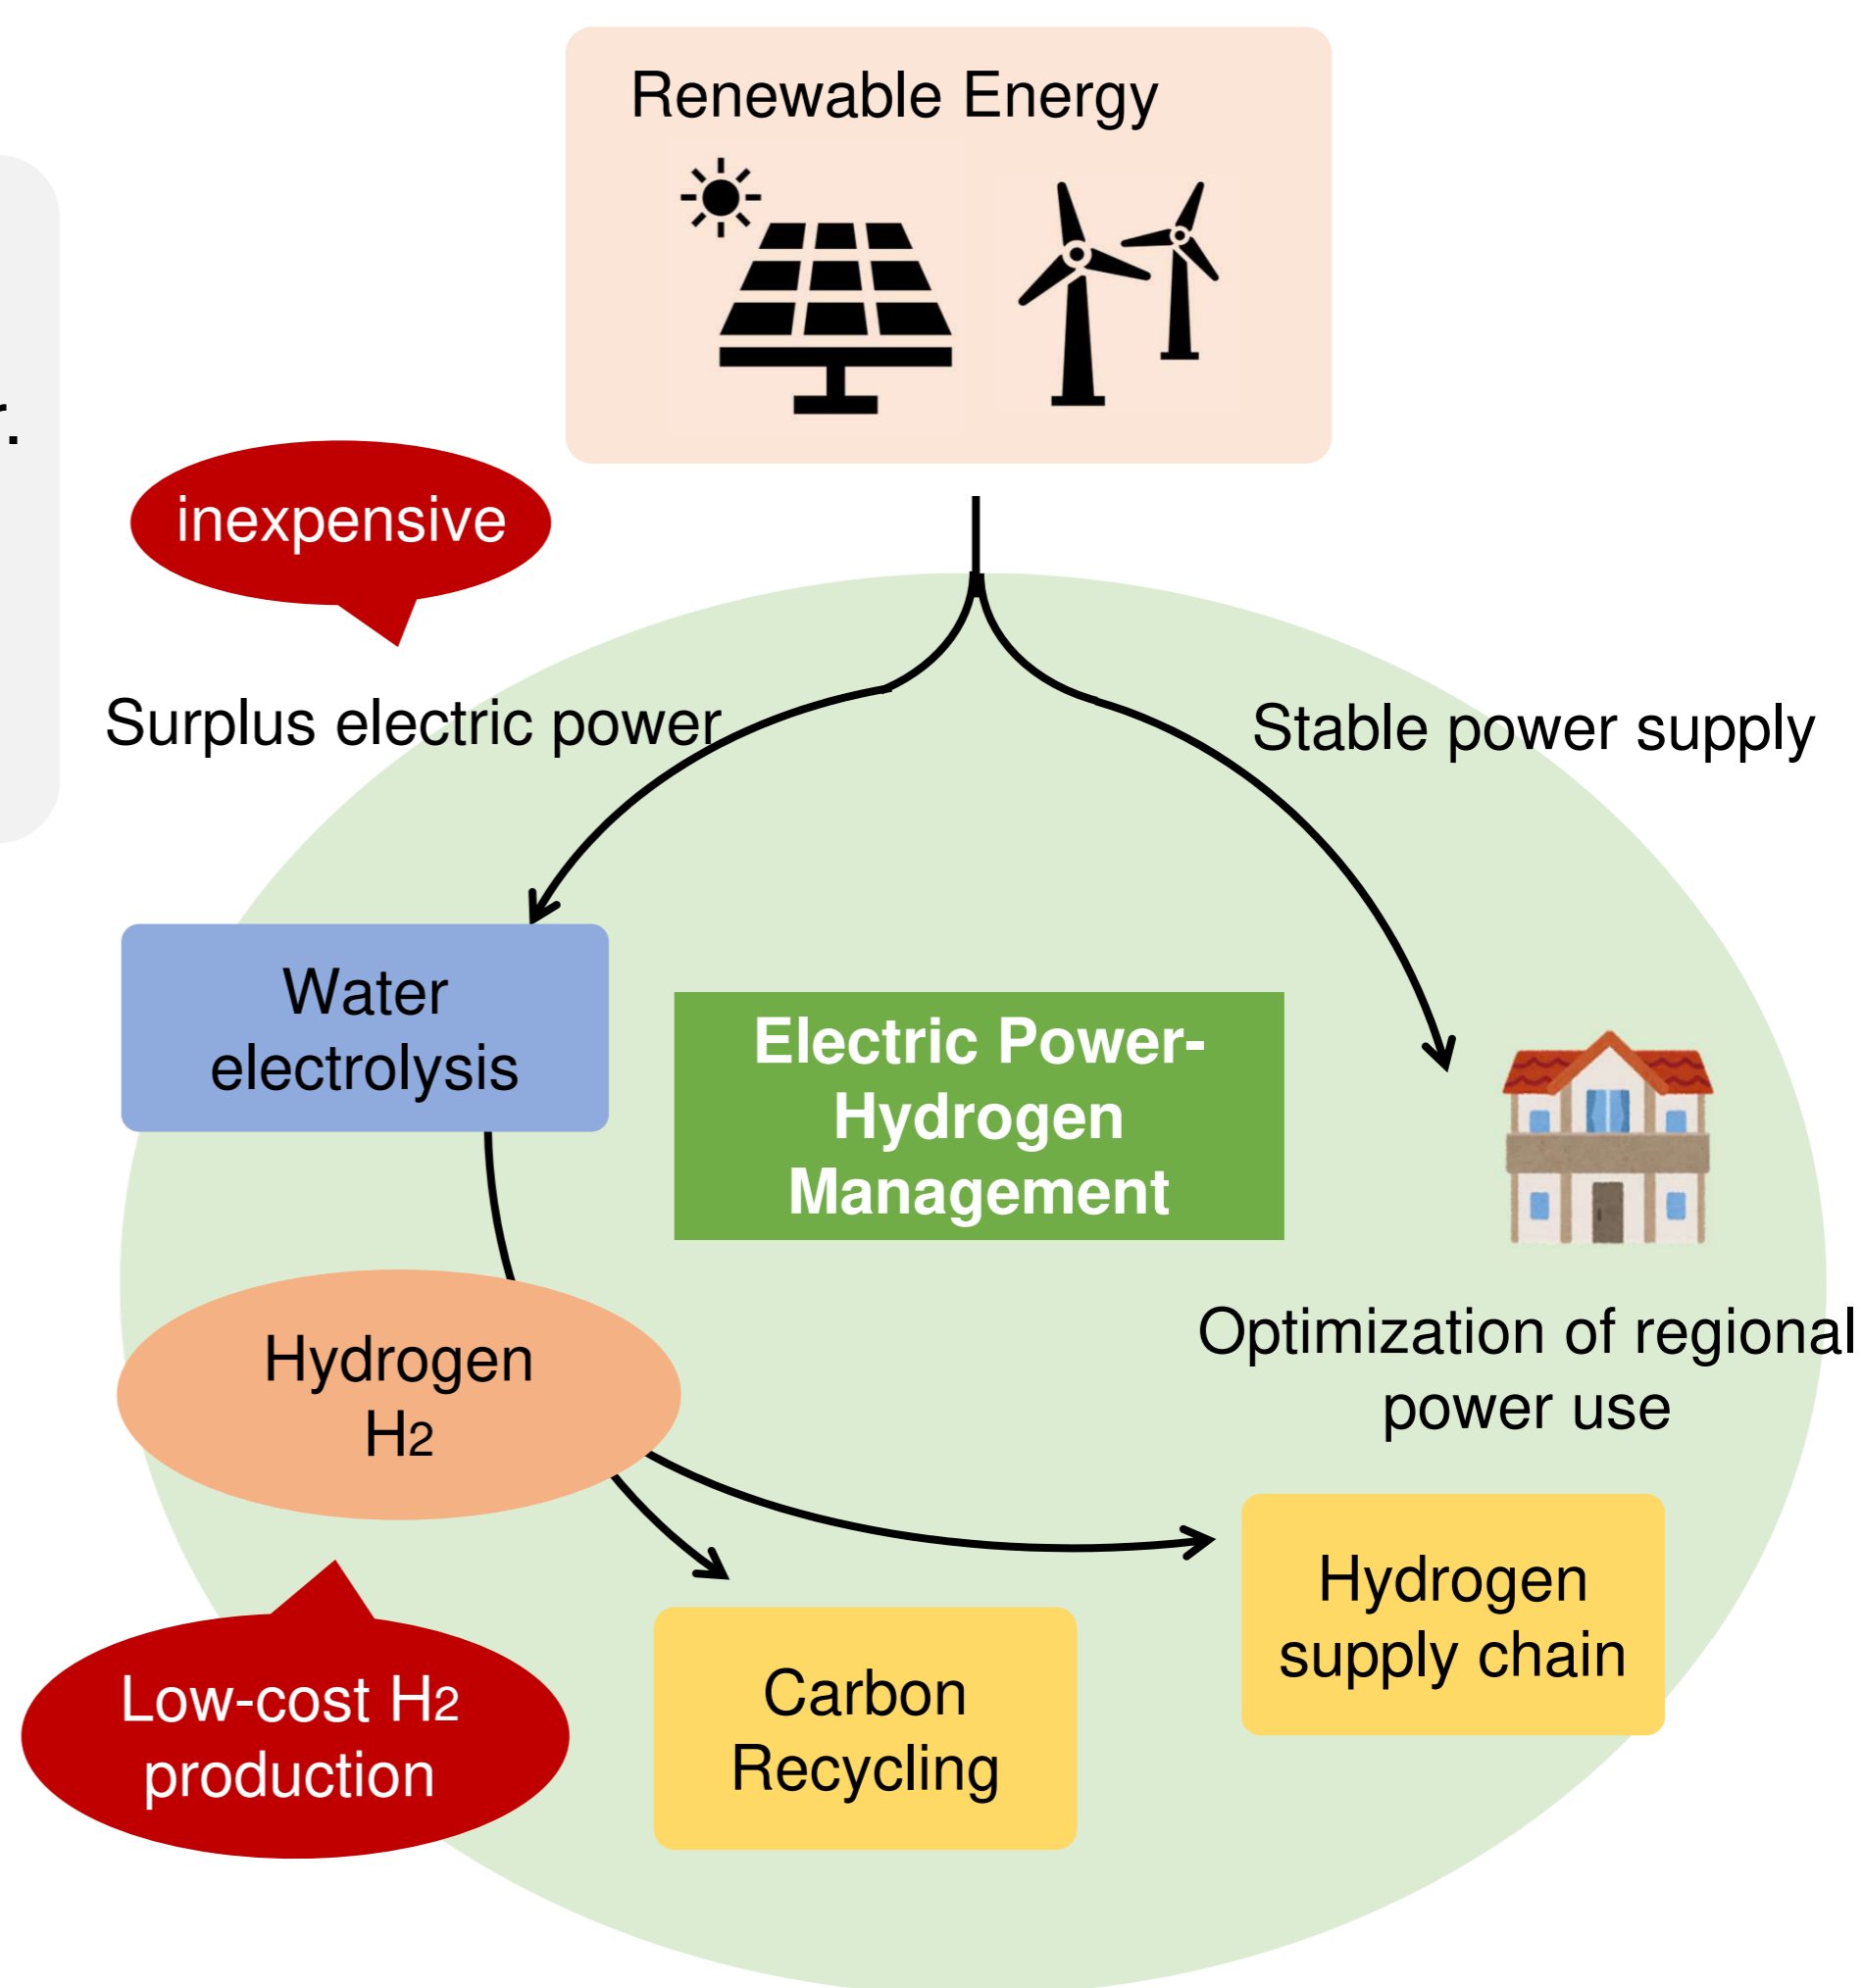 Renewable Energy
r.
inexpensive
Surplus electric power
Stable power supply
Water
electrolysis
Electric Power-
Hydrogen
Management
Hydrogen
H2
Optimization of regional
power use
Hydrogen
supply chain
Low-cost H2
production
Carbon
Recycling